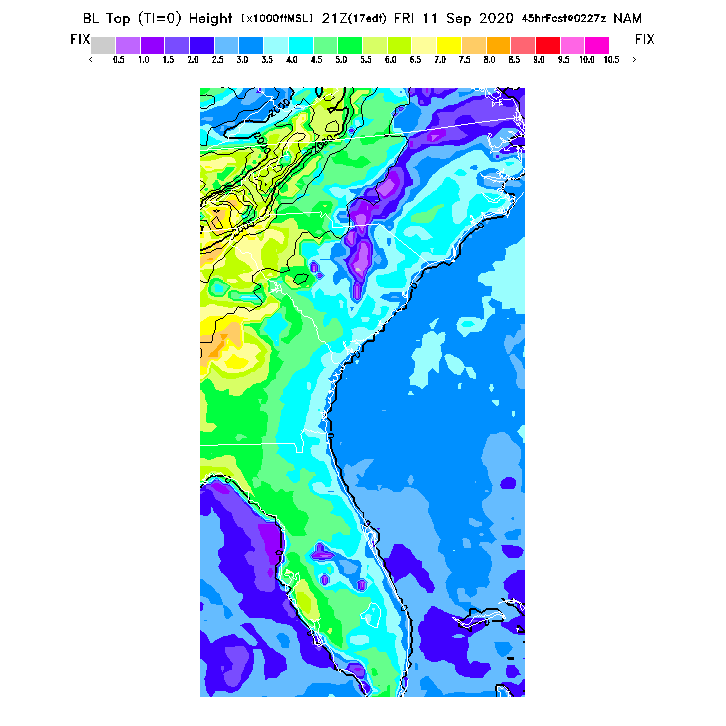 BL Top (TI=0) Height [x1000ftMSL] 21Z(17edt) FRI 11 Sep 2020 45hrFcst@0227z NAM
FIX FIX
< 0.5 1.0 1.5 2.0 2.5 3.0 3.5 4.0 4.5 5.0 5.5 6.0 6.5 7.0 7.5 8.0 8.5 9.0 9.5 10.0 10.5 >
2000
2000
2000